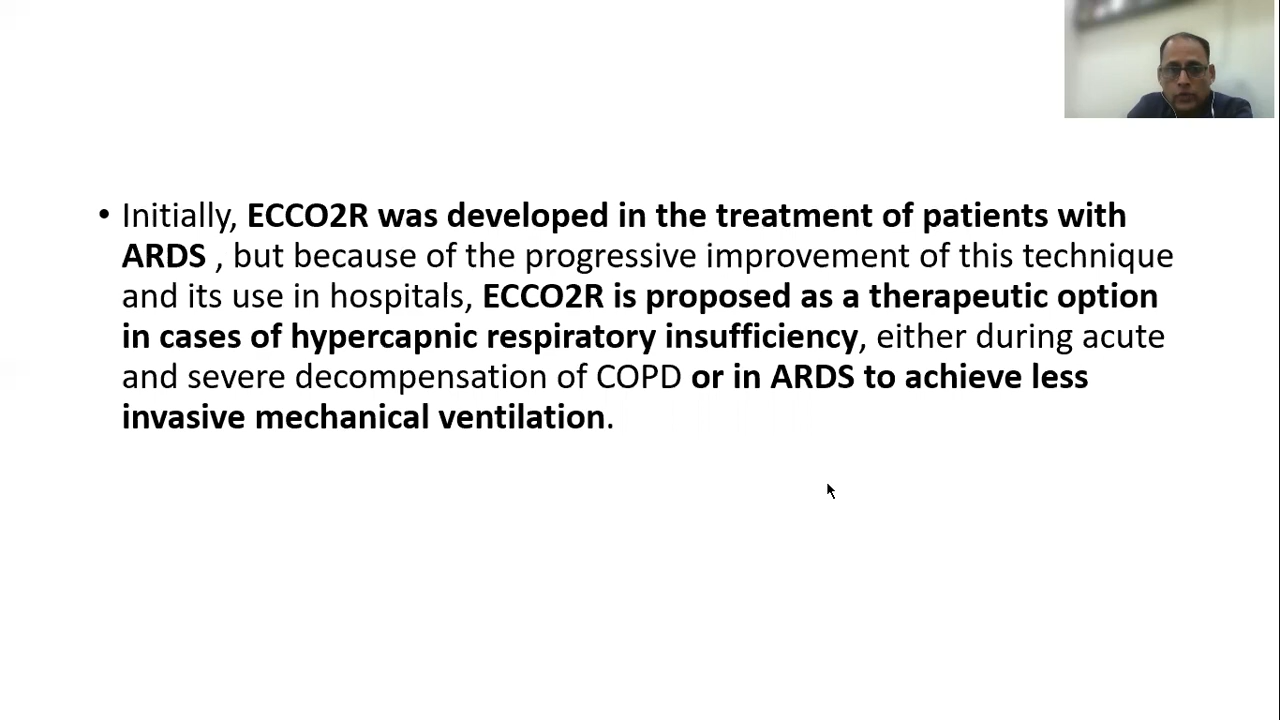 • Initially, ECCO2R was developed in the treatment of patients with
ARDS , but because of the progressive improvement of this technique
and its use in hospitals, ECCO2R is proposed as a therapeutic option
in cases of hypercapnic respiratory insufficiency, either during acute
and severe decompensation of COPD or in ARDS to achieve less
invasive mechanical ventilation.